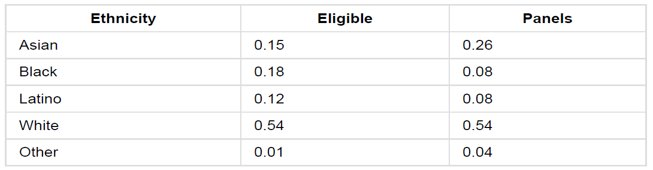 Ethnicity Eligible Panels
Asian 0.15 0.26
Black 0.18 0.08
Latino 0.12 0.08
White 0.54 0.54
Other 0.01 0.04